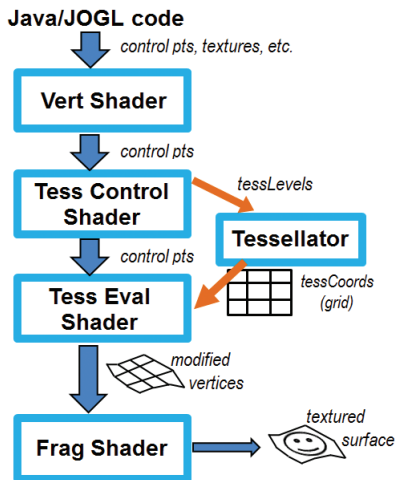 Java/JOGL code
control pts, textures, etc.
Vert Shader
control pts
Tess Control
Shader
tessLevels
Tessellator
control pts
tessCoords
(grid)
Tess Eval
Shader
modified
vertices
textured
surface
Frag Shader